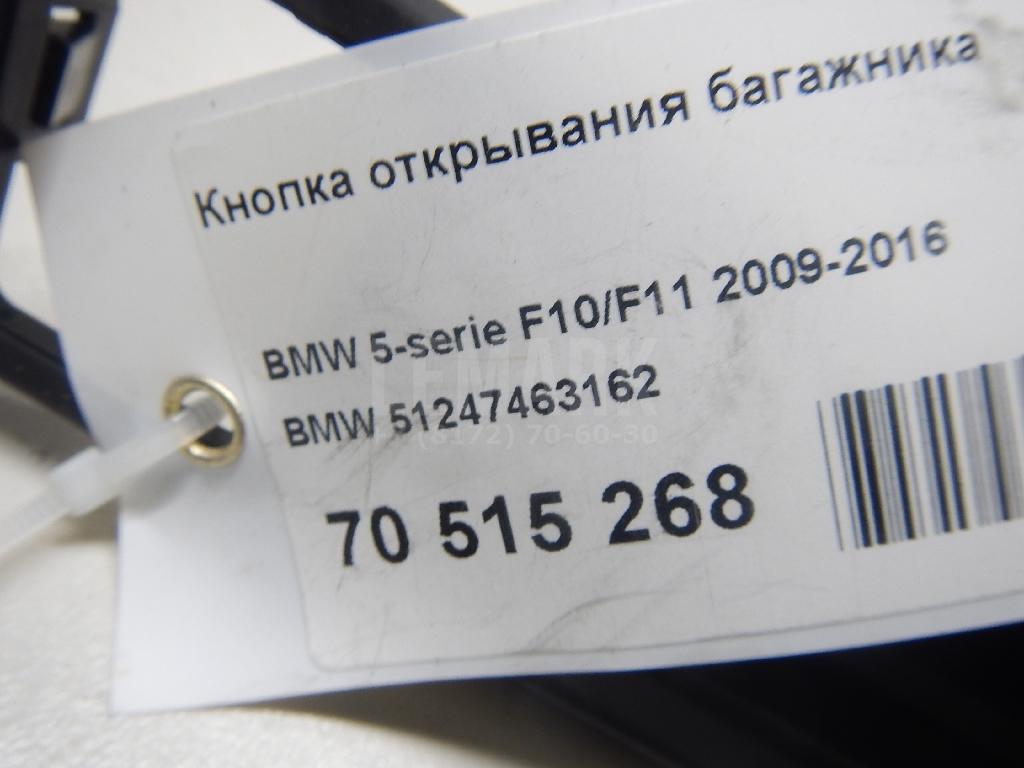 Кнопка открывания багажника
BMW 5-serie F10/F11 2009-2016
BMW 51247463162
LEMARK
(8172) 70-60-30
70 515 268